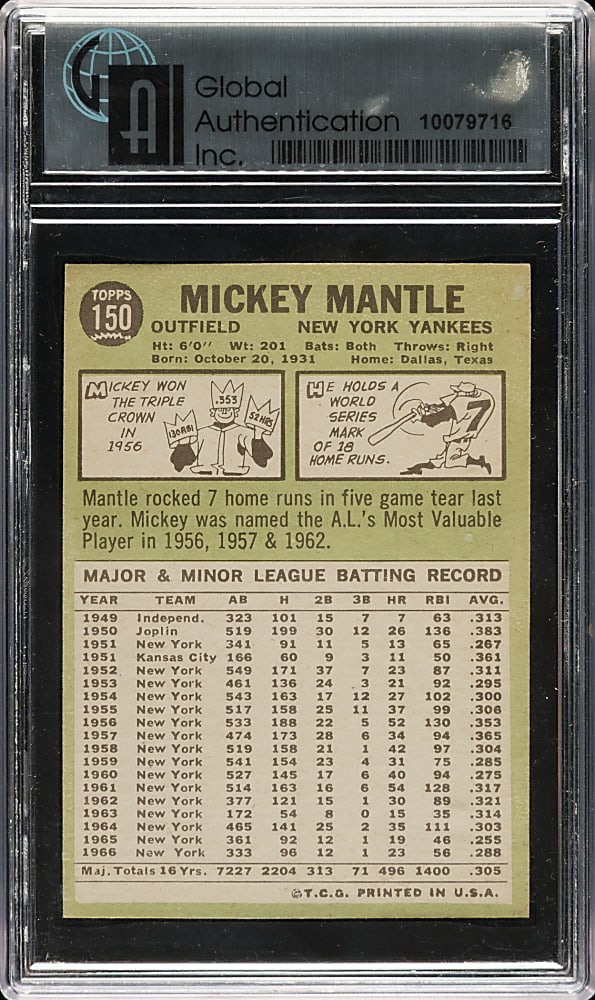 Global
Authentication 10079716
Inc.
TOPPS
150
MICKEY MANTLE
OUTFIELD NEW YORK YANKEES
Ht: 6'0" Wt: 201 Bats: Both Throws: Right
Born: October 20, 1931 Home: Dallas, Texas
MICKEY WON
THE TRIPLE
CROWN
IN
1956
.353
130 RBI
52 HRS
HE HOLDS A
WORLD
SERIES
MARK
OF 18
HOME RUNS.
7
Mantle rocked 7 home runs in five game tear last
year. Mickey was named the A.L.'s Most Valuable
Player in 1956, 1957 & 1962.
MAJOR & MINOR LEAGUE BATTING RECORD
YEAR TEAM AB H 2B 3B HR RBI AVG.
1949 Independ. 323 101 15 7 7 63 .313
1950 Joplin 519 199 30 12 26 136 .383
1951 New York 341 91 11 5 13 65 .267
1951 Kansas City 166 60 9 3 11 50 .361
1952 New York 549 171 37 7 23 87 .311
1953 New York 461 136 24 3 21 92 .295
1954 New York 543 163 17 12 27 102 .300
1955 New York 517 158 25 11 37 99 .306
1956 New York 533 188 22 5 52 130 .353
1957 New York 474 173 28 6 34 94 .365
1958 New York 519 158 21 1 42 97 .304
1959 New York 541 154 23 4 31 75 .285
1960 New York 527 145 17 6 40 94 .275
1961 New York 514 163 16 6 54 128 .317
1962 New York 377 121 15 1 30 89 .321
1963 New York 172 54 8 0 15 35 .314
1964 New York 465 141 25 2 35 111 .303
1965 New York 361 92 12 1 19 46 .255
1966 New York 333 96 12 1 23 56 .288
Maj. Totals 16 Yrs. 7227 2204 313 71 496 1400 .305
©T.C.G. PRINTED IN U.S.A.